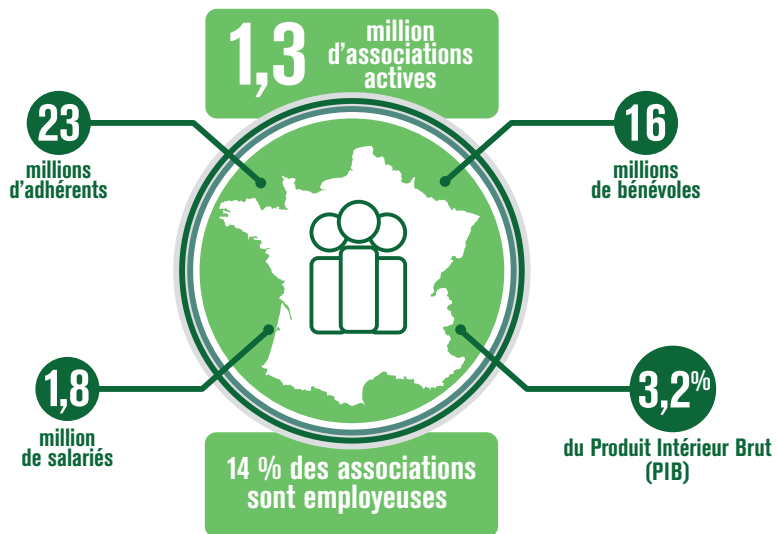 1,3
million
d'associations
actives
23
millions
d'adhérents
16
millions
de bénévoles
1,8
million
de salariés
3,2%
du Produit Intérieur Brut
(PIB)
14 % des associations
sont employeuses